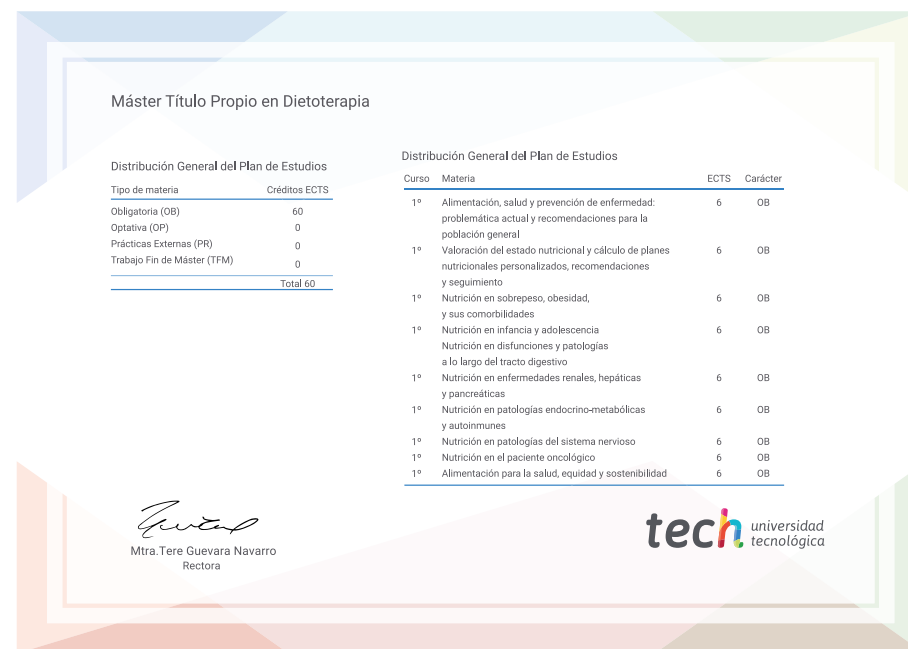 Máster Título Propio en Dietoterapia
Distribución General del Plan de Estudios
Tipo de materia Créditos ECTS
Obligatoria (OB) 60
Optativa (OP) 0
Prácticas Externas (PR) 0
Trabajo Fin de Máster (TFM) 0
Total 60
Distribución General del Plan de Estudios
Curso Materia ECTS Carácter
1º Alimentación, salud y prevención de enfermedad: 6 OB
problemática actual y recomendaciones para la
población general
1º Valoración del estado nutricional y cálculo de planes 6 OB
nutricionales personalizados, recomendaciones
y seguimiento
1º Nutrición en sobrepeso, obesidad, 6 OB
y sus comorbilidades
1º Nutrición en infancia y adolescencia 6 OB
Nutrición en disfunciones y patologías
a lo largo del tracto digestivo
1º Nutrición en enfermedades renales, hepáticas 6 OB
y pancreáticas
1º Nutrición en patologías endocrino-metabólicas 6 OB
y autoinmunes
1º Nutrición en patologías del sistema nervioso 6 OB
1º Nutrición en el paciente oncológico 6 OB
1º Alimentación para la salud, equidad y sostenibilidad 6 OB
Mtra.Tere Guevara Navarro
Rectora
tech universidad
tecnológica